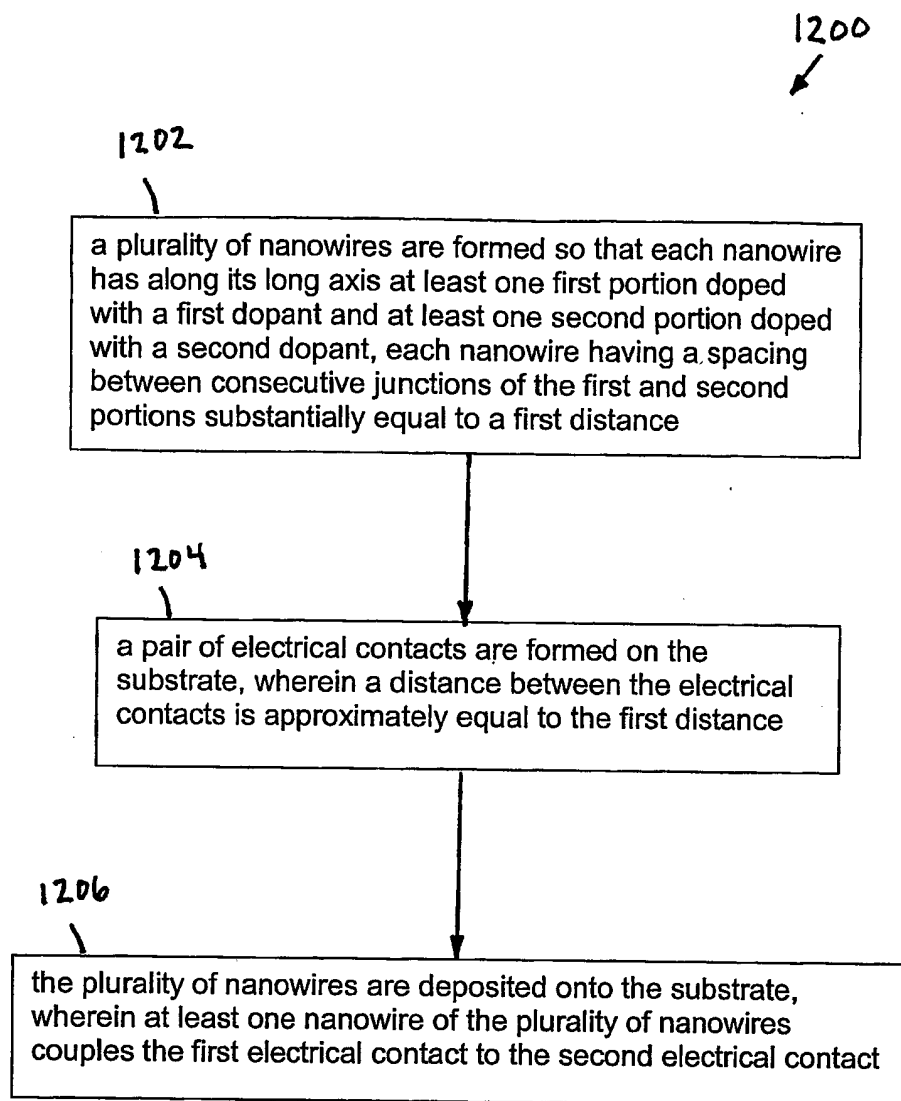 1200
1202
a plurality of nanowires are formed so that each nanowire
has along its long axis at least one first portion doped
with a first dopant and at least one second portion doped
with a second dopant, each nanowire having a spacing
between consecutive junctions of the first and second
portions substantially equal to a first distance
1204
a pair of electrical contacts are formed on the
substrate, wherein a distance between the electrical
contacts is approximately equal to the first distance
1206
the plurality of nanowires are deposited onto the substrate,
wherein at least one nanowire of the plurality of nanowires
couples the first electrical contact to the second electrical contact